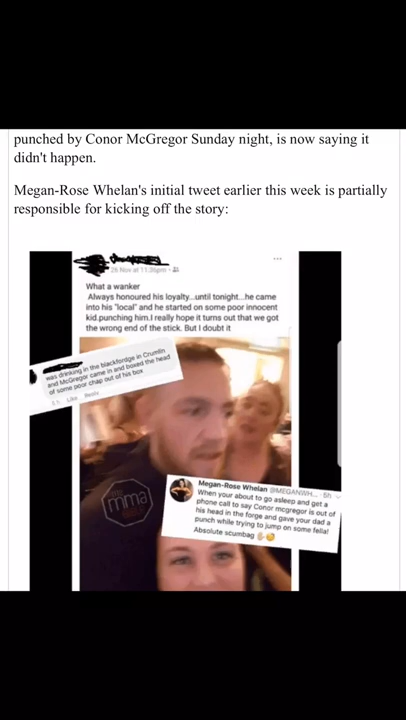 punched by Conor McGregor Sunday night, is now saying it
didn't happen.
Megan-Rose Whelan's initial tweet earlier this week is partially
responsible for kicking off the story:
26 Nov at 11:35pm
What a wanker
Always honoured his loyalty...until tonight...he came
into his "local" and he started on some poor innocent
kid.punching him.I really hope it turns out that we got
the wrong end of the stick. But I doubt it
was drinking in the blackfordge in Crumlin
and McGregor came in and boxed the head
of some poor chap out of his box
Like Reply
mma
Megan-Rose Whelan @MEGANWH... · 5h
When your about to go asleep and get a
phone call to say Conor mcgregor is out of
his head in the forge and gave your dad a
punch while trying to jump on some fella!
Absolute scumbag ✋😏